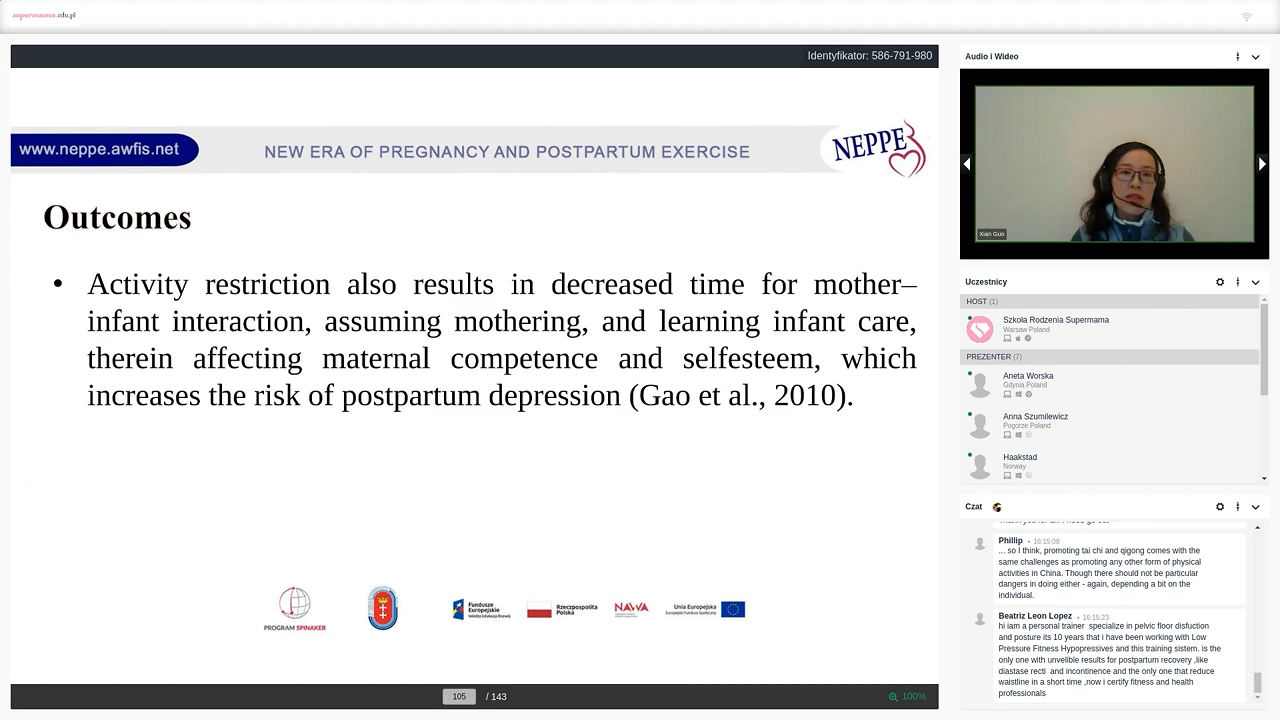 supermama.edu.pl
Identyfikator: 586-791-980
www.neppe.awfis.net
NEW ERA OF PREGNANCY AND POSTPARTUM EXERCISE
NEPPE
Outcomes
• Activity restriction also results in decreased time for mother–
infant interaction, assuming mothering, and learning infant care,
therein affecting maternal competence and selfesteem, which
increases the risk of postpartum depression (Gao et al., 2010).
PROGRAM SPINAKER
Fundusze
Europejskie
Wiedza Edukacja Rozwój
Rzeczpospolita
Polska
NAWA
Unia Europejska
Europejski Fundusz Społeczny
105 / 143
100%
Audio i Wideo
Xian Guo
Uczestnicy
HOST (1)
Szkoła Rodzenia Supermama
Warsaw Poland
PREZENTER (7)
Aneta Worska
Gdynia Poland
Anna Szumilewicz
Pogorze Poland
Haakstad
Norway
Czat
Phillip • 16:15:08
... so I think, promoting tai chi and qigong comes with the
same challenges as promoting any other form of physical
activities in China. Though there should not be particular
dangers in doing either - again, depending a bit on the
individual.
Beatriz Leon Lopez • 16:15:23
hi iam a personal trainer specialize in pelvic floor disfuction
and posture its 10 years that i have been working with Low
Pressure Fitness Hypopressives and this training sistem. is the
only one with unvelible results for postpartum recovery ,like
diastase recti and incontinence and the only one that reduce
waistline in a short time ,now i certify fitness and health
professionals